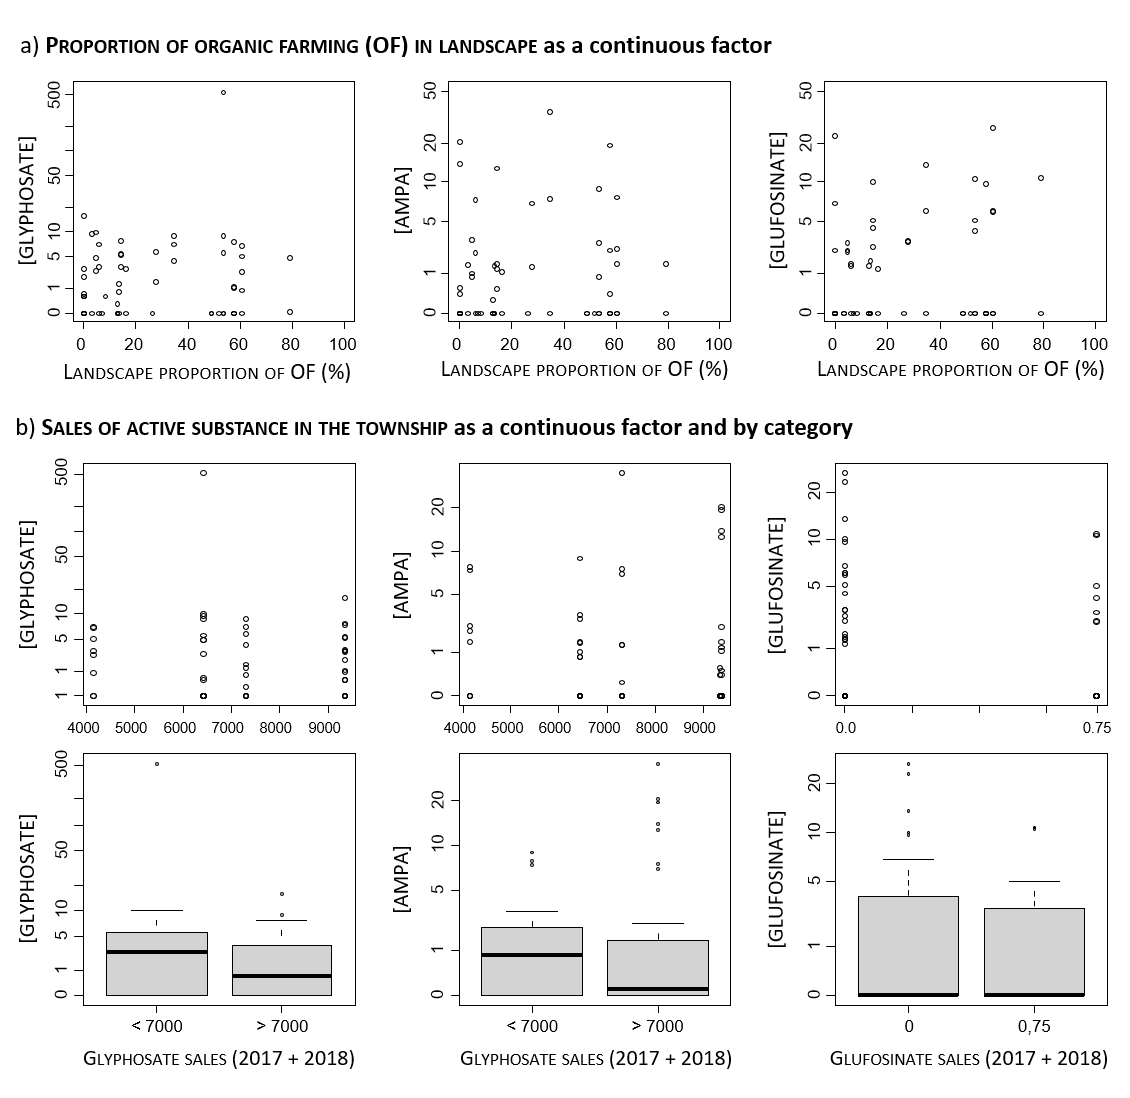 a) PROPORTION OF ORGANIC FARMING (OF) IN LANDSCAPE as a continuous factor
[GLYPHOSATE]
500
50
10
5
1
0
0 20 40 60 80 100
LANDSCAPE PROPORTION OF OF (%)
[AMPA]
50
20
10
5
1
0
0 20 40 60 80 100
LANDSCAPE PROPORTION OF OF (%)
[GLUFOSINATE]
50
20
10
5
1
0
0 20 40 60 80 100
LANDSCAPE PROPORTION OF OF (%)
b) SALES OF ACTIVE SUBSTANCE IN THE TOWNSHIP as a continuous factor and by category
[GLYPHOSATE]
500
50
10
5
1
1
4000 5000 6000 7000 8000 9000
[AMPA]
20
10
5
1
0
4000 5000 6000 7000 8000 9000
[GLUFOSINATE]
20
10
5
1
0
0.0 0.75
[GLYPHOSATE]
500
50
10
5
1
0
< 7000 > 7000
GLYPHOSATE SALES (2017 + 2018)
[AMPA]
20
10
5
1
0
< 7000 > 7000
GLYPHOSATE SALES (2017 + 2018)
[GLUFOSINATE]
20
10
5
1
0
0 0,75
GLUFOSINATE SALES (2017 + 2018)